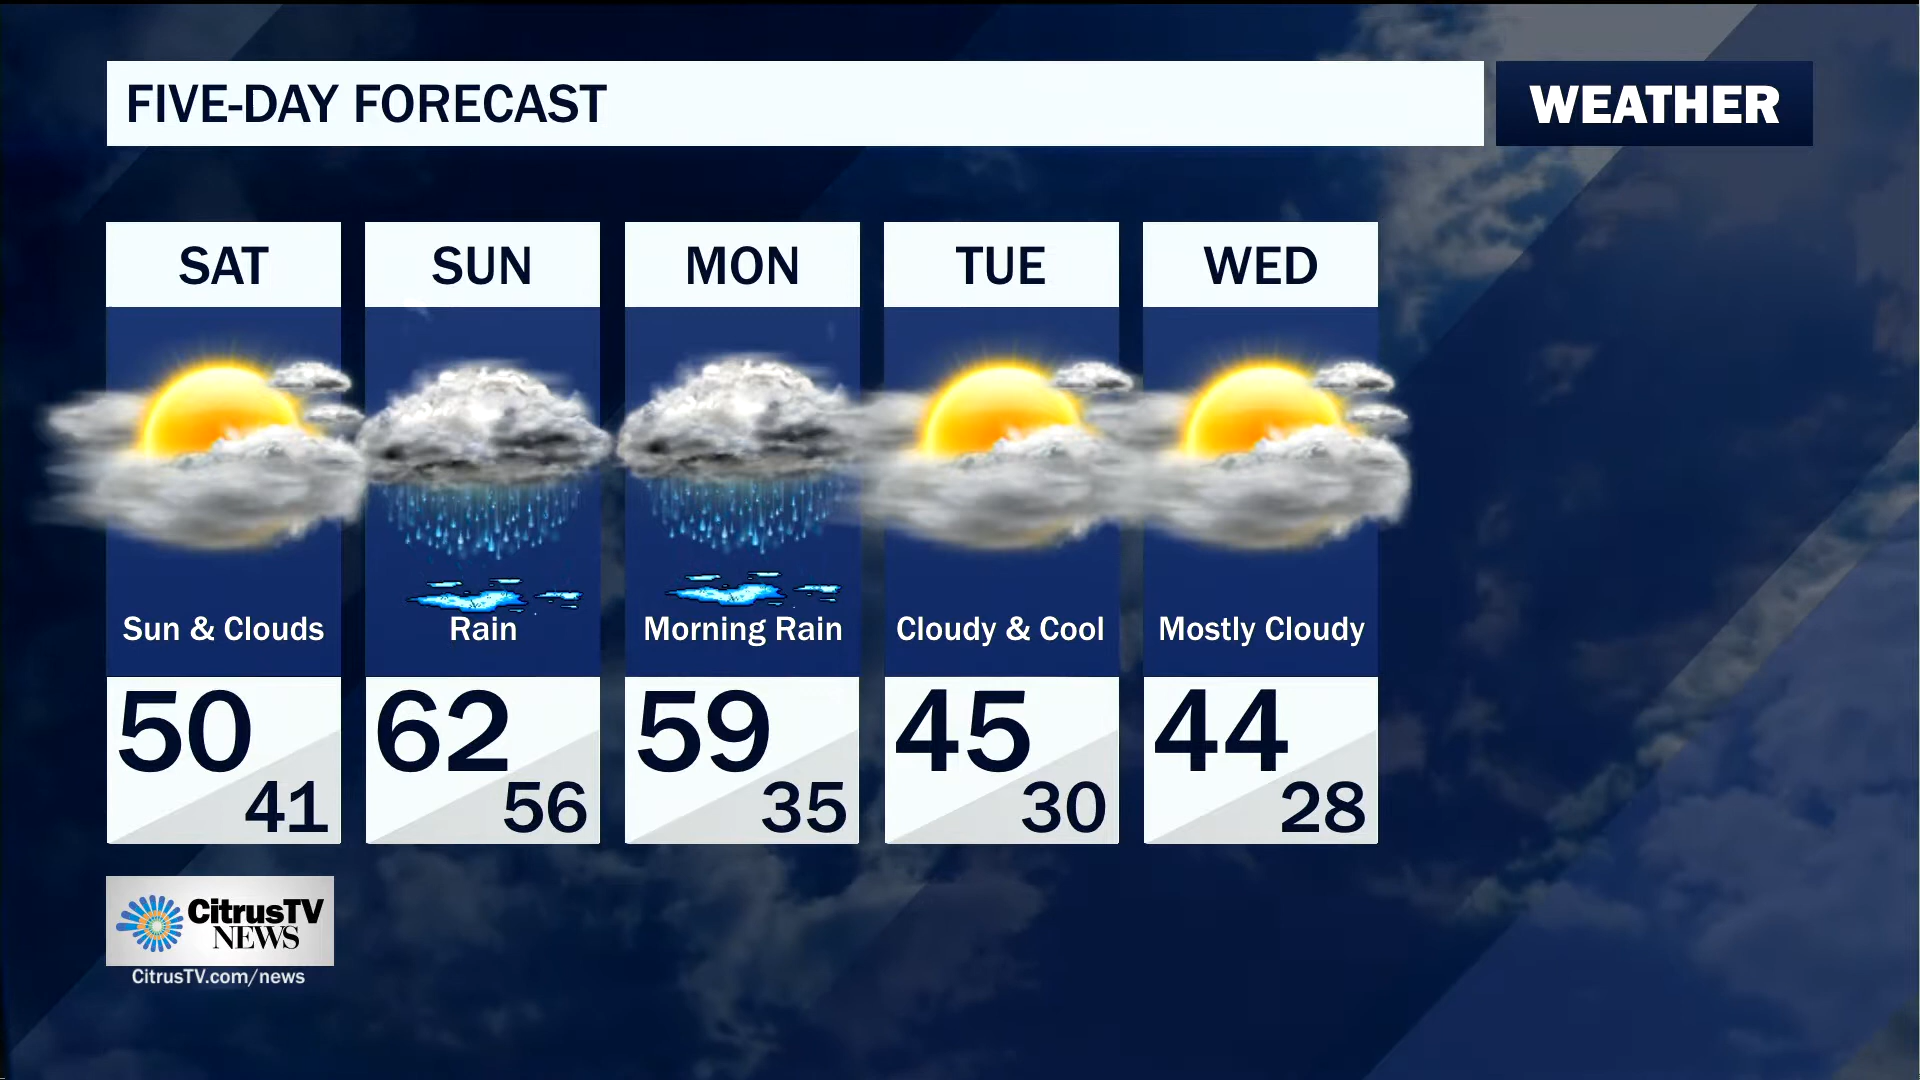 FIVE-DAY FORECAST
WEATHER
SAT
SUN
MON
TUE
WED
Sun & Clouds
Rain
Morning Rain
Cloudy & Cool
Mostly Cloudy
50
41
62
56
59
35
45
30
44
28
CitrusTV
NEWS
CitrusTV.com/news